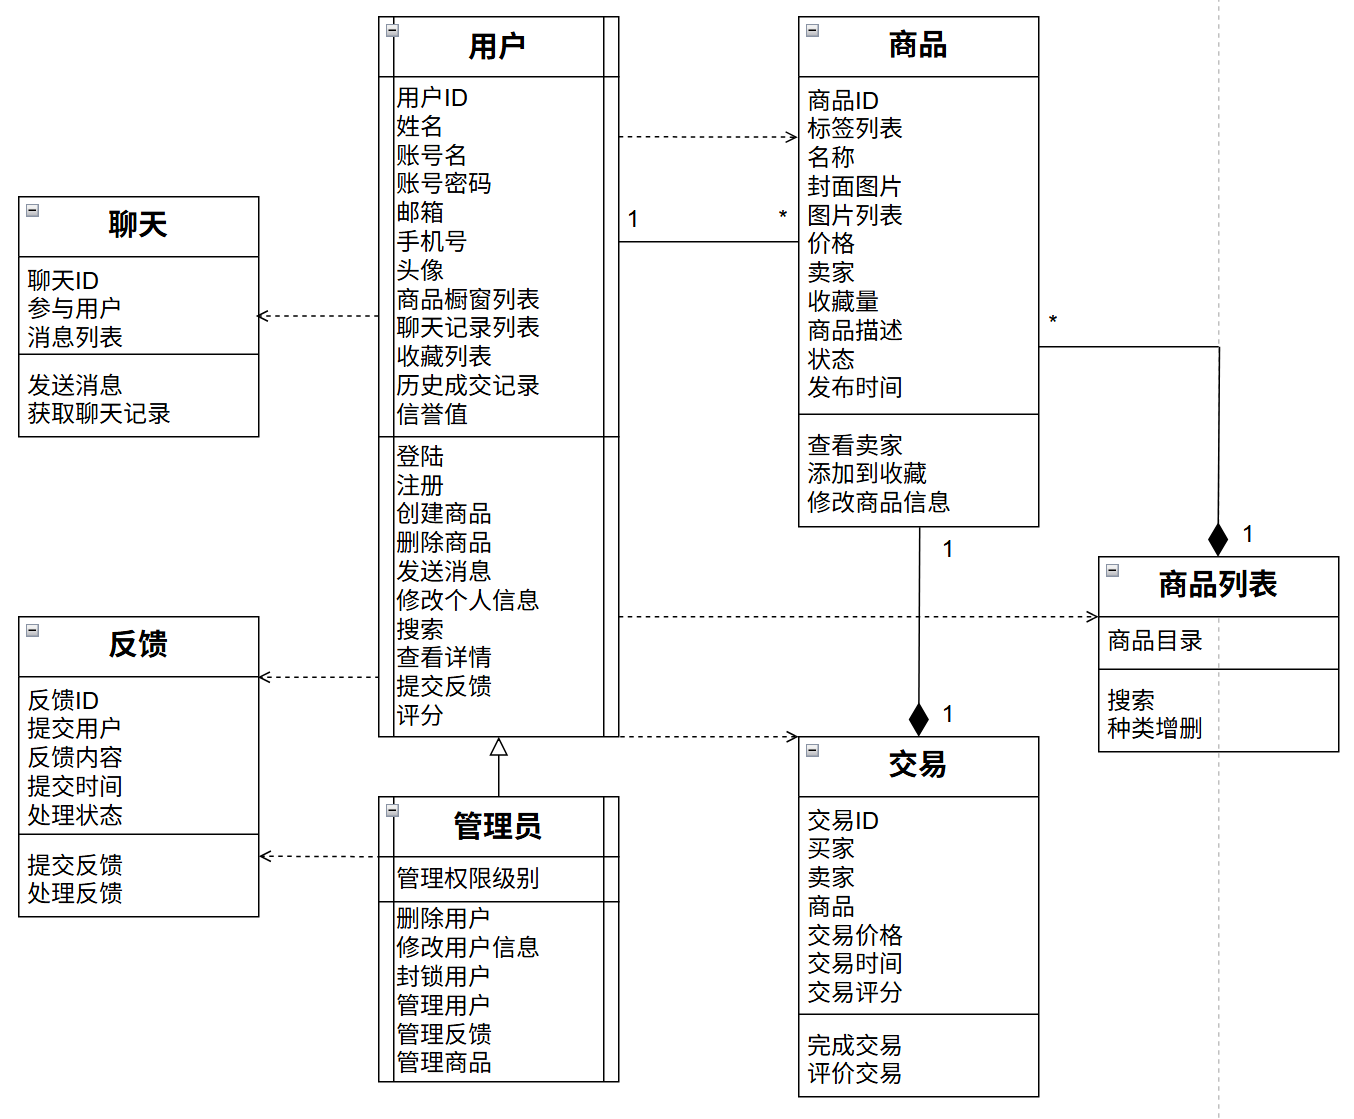 用户
用户ID
姓名
账号名
账号密码
邮箱
手机号
头像
商品橱窗列表
聊天记录列表
收藏列表
历史成交记录
信誉值
登陆
注册
创建商品
删除商品
发送消息
修改个人信息
搜索
查看详情
提交反馈
评分
商品
商品ID
标签列表
名称
封面图片
图片列表
价格
卖家
收藏量
商品描述
状态
发布时间
查看卖家
添加到收藏
修改商品信息
1
*
*
1
1
1
聊天
聊天ID
参与用户
消息列表
发送消息
获取聊天记录
商品列表
商品目录
搜索
种类增删
反馈
反馈ID
提交用户
反馈内容
提交时间
处理状态
提交反馈
处理反馈
管理员
管理权限级别
删除用户
修改用户信息
封锁用户
管理用户
管理反馈
管理商品
交易
交易ID
买家
卖家
商品
交易价格
交易时间
交易评分
完成交易
评价交易